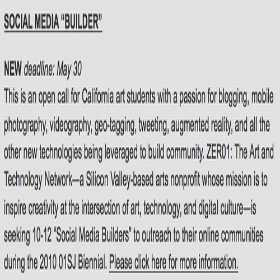 SOCIAL MEDIA “BUILDER”
NEW deadline: May 30
This is an open call for California art students with a passion for blogging, mobile
photography, videography, geo-tagging, tweeting, augmented reality, and all the
other new technologies being leveraged to build community. ZER01: The Art and
Technology Network—a Silicon Valley-based arts nonprofit whose mission is to
inspire creativity at the intersection of art, technology, and digital culture—is
seeking 10-12 “Social Media Builders” to outreach to their online communities
during the 2010 01SJ Biennial. Please click here for more information.